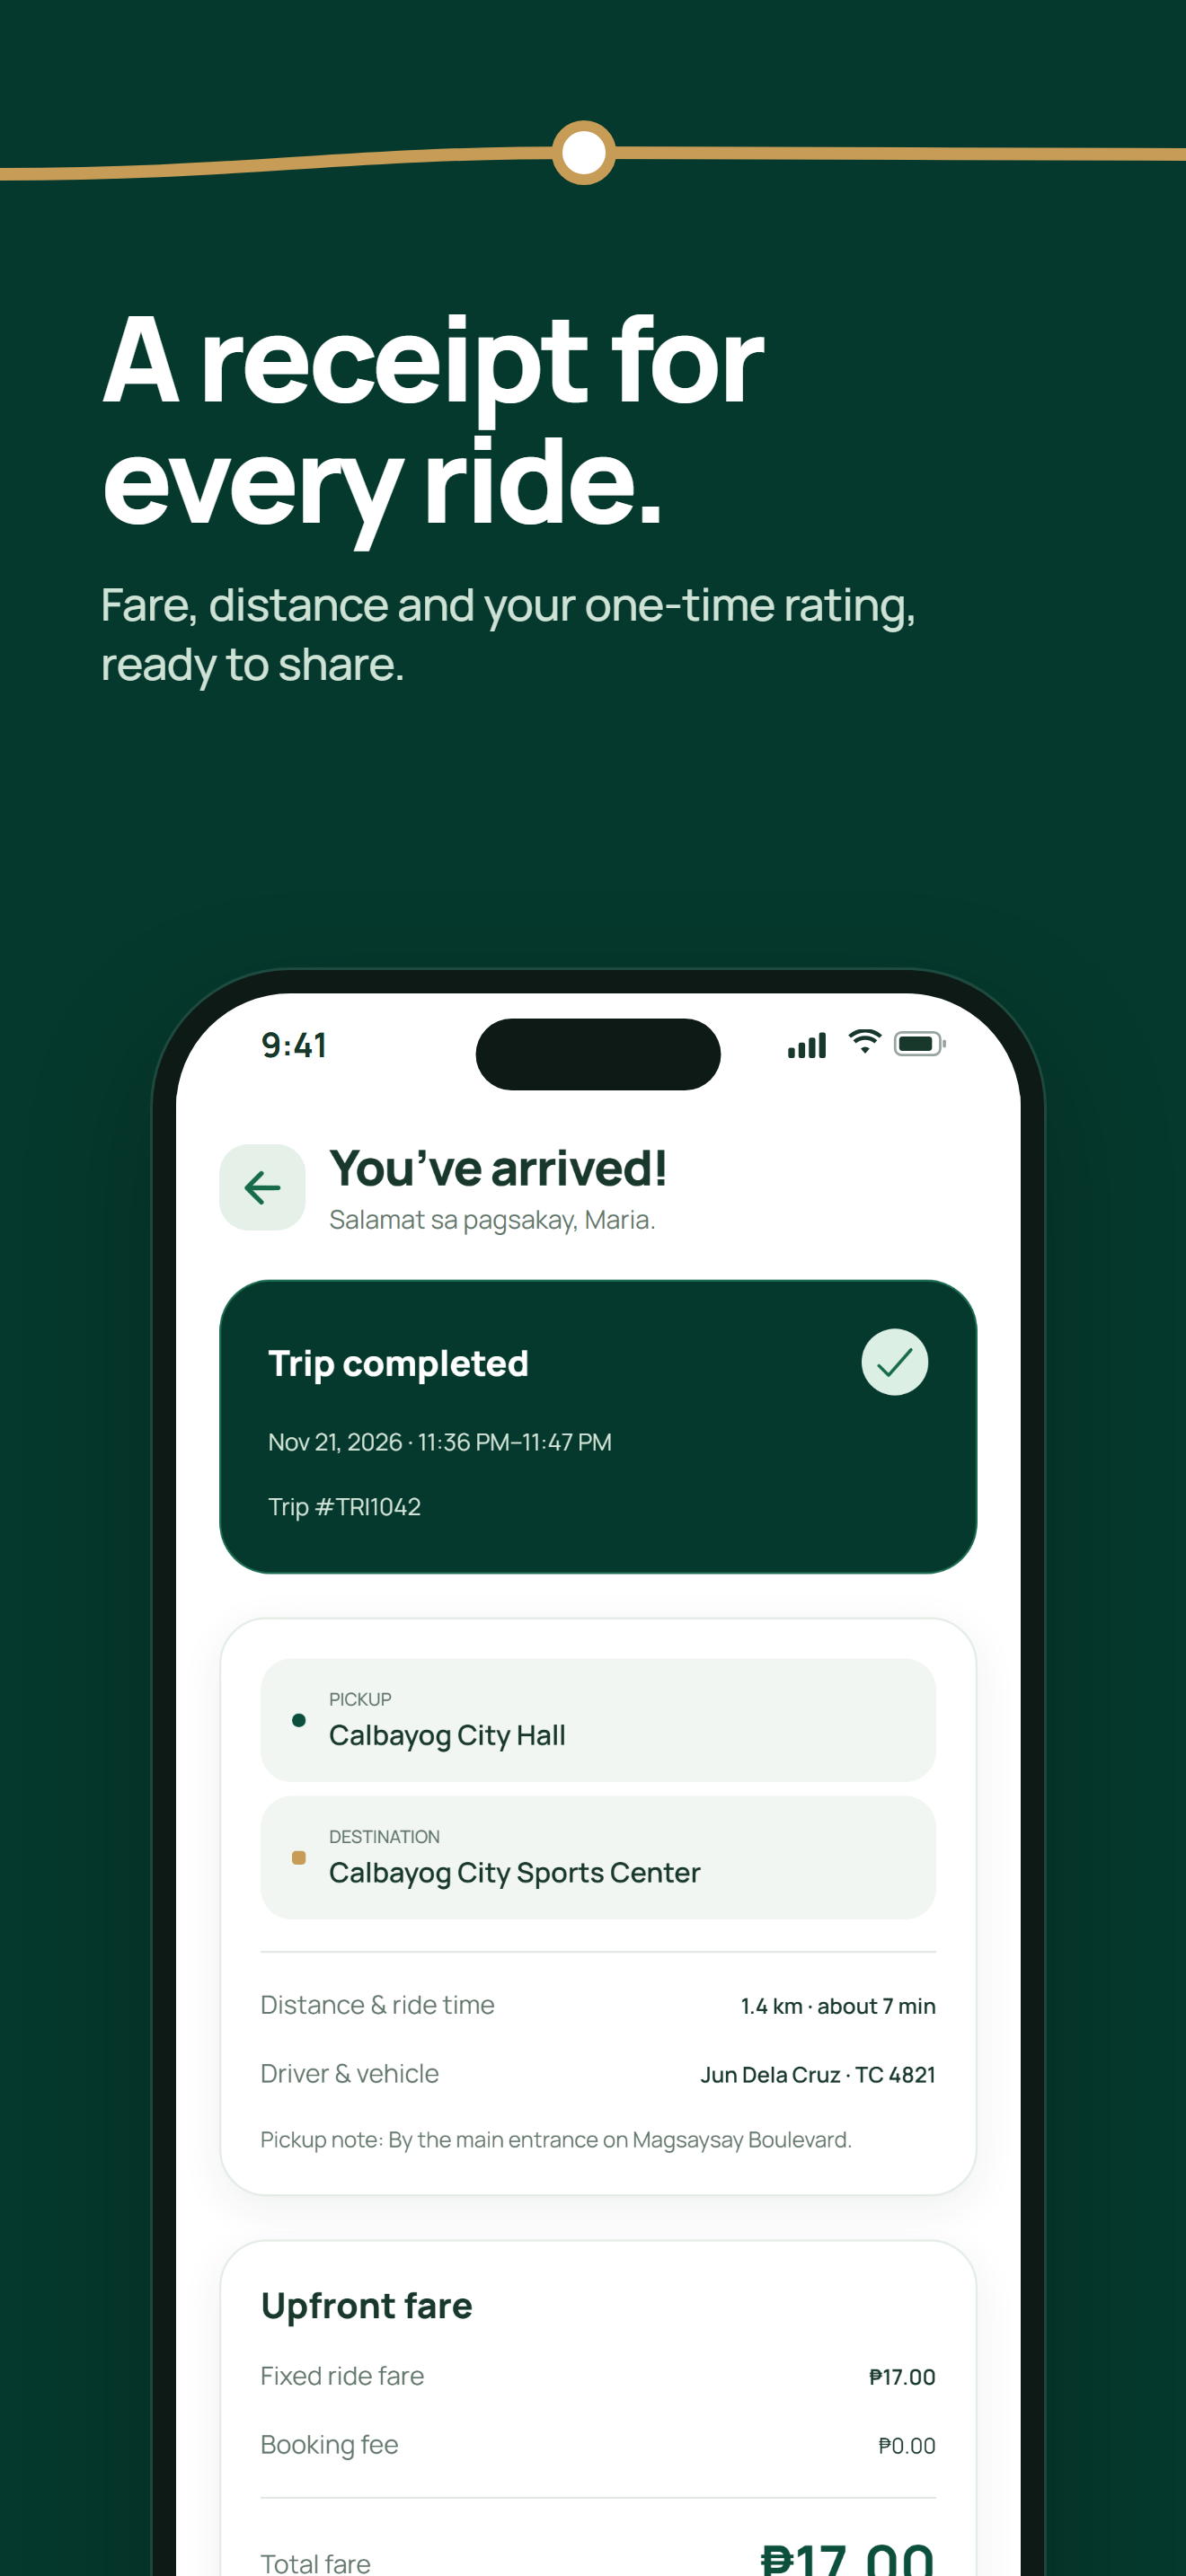 A receipt for
every ride.
Fare, distance and your one-time rating,
ready to share.
9:41
You’ve arrived!
Salamat sa pagsakay, Maria.
Trip completed
Nov 21, 2026 · 11:36 PM–11:47 PM
Trip #TRI1042
PICKUP
Calbayog City Hall
DESTINATION
Calbayog City Sports Center
Distance & ride time 1.4 km · about 7 min
Driver & vehicle Jun Dela Cruz · TC 4821
Pickup note: By the main entrance on Magsaysay Boulevard.
Upfront fare
Fixed ride fare ₱17.00
Booking fee ₱0.00
Total fare ₱17.00